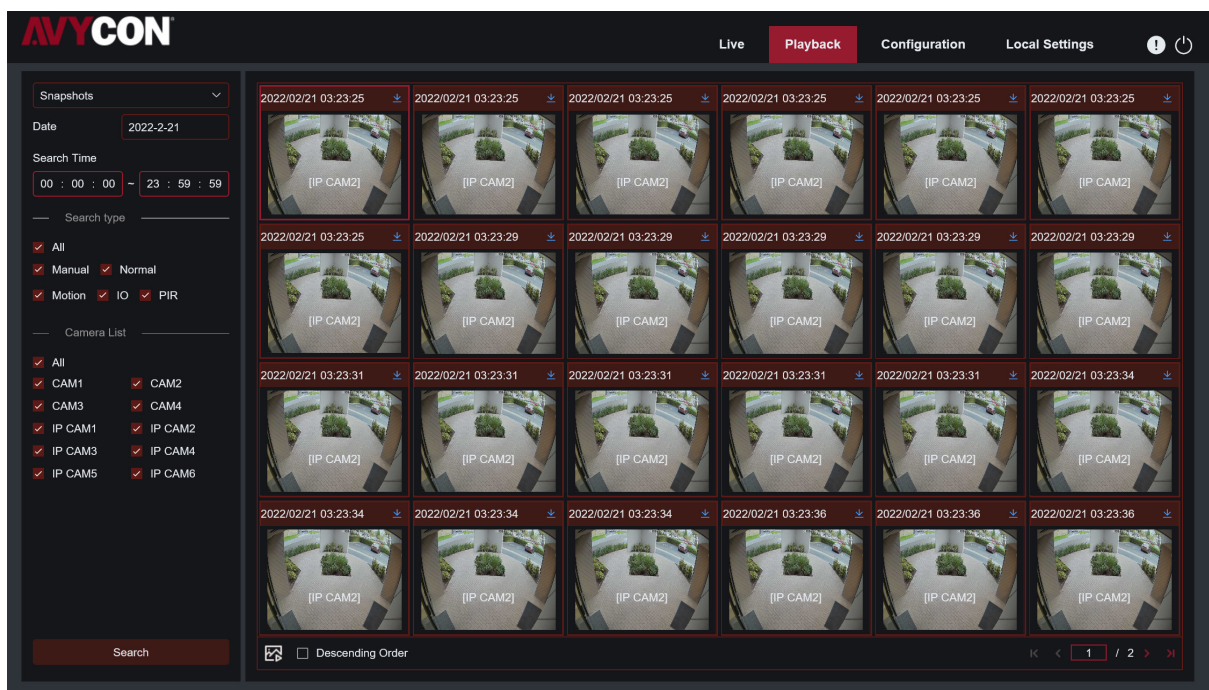 AVYCON
Live Playback Configuration Local Settings
Snapshots
Date 2022-2-21
Search Time
00 : 00 : 00 ~ 23 : 59 : 59
Search type
All
Manual Normal
Motion IO PIR
Camera List
All
CAM1 CAM2
CAM3 CAM4
IP CAM1 IP CAM2
IP CAM3 IP CAM4
IP CAM5 IP CAM6
Search
2022/02/21 03:23:25 2022/02/21 03:23:25 2022/02/21 03:23:25 2022/02/21 03:23:25 2022/02/21 03:23:25 2022/02/21 03:23:25
[IP CAM2] [IP CAM2] [IP CAM2] [IP CAM2] [IP CAM2] [IP CAM2]
2022/02/21 03:23:25 2022/02/21 03:23:29 2022/02/21 03:23:29 2022/02/21 03:23:29 2022/02/21 03:23:29 2022/02/21 03:23:29
[IP CAM2] [IP CAM2] [IP CAM2] [IP CAM2] [IP CAM2] [IP CAM2]
2022/02/21 03:23:31 2022/02/21 03:23:31 2022/02/21 03:23:31 2022/02/21 03:23:31 2022/02/21 03:23:31 2022/02/21 03:23:34
[IP CAM2] [IP CAM2] [IP CAM2] [IP CAM2] [IP CAM2] [IP CAM2]
2022/02/21 03:23:34 2022/02/21 03:23:34 2022/02/21 03:23:34 2022/02/21 03:23:36 2022/02/21 03:23:36 2022/02/21 03:23:36
[IP CAM2] [IP CAM2] [IP CAM2] [IP CAM2] [IP CAM2] [IP CAM2]
Descending Order 1 / 2